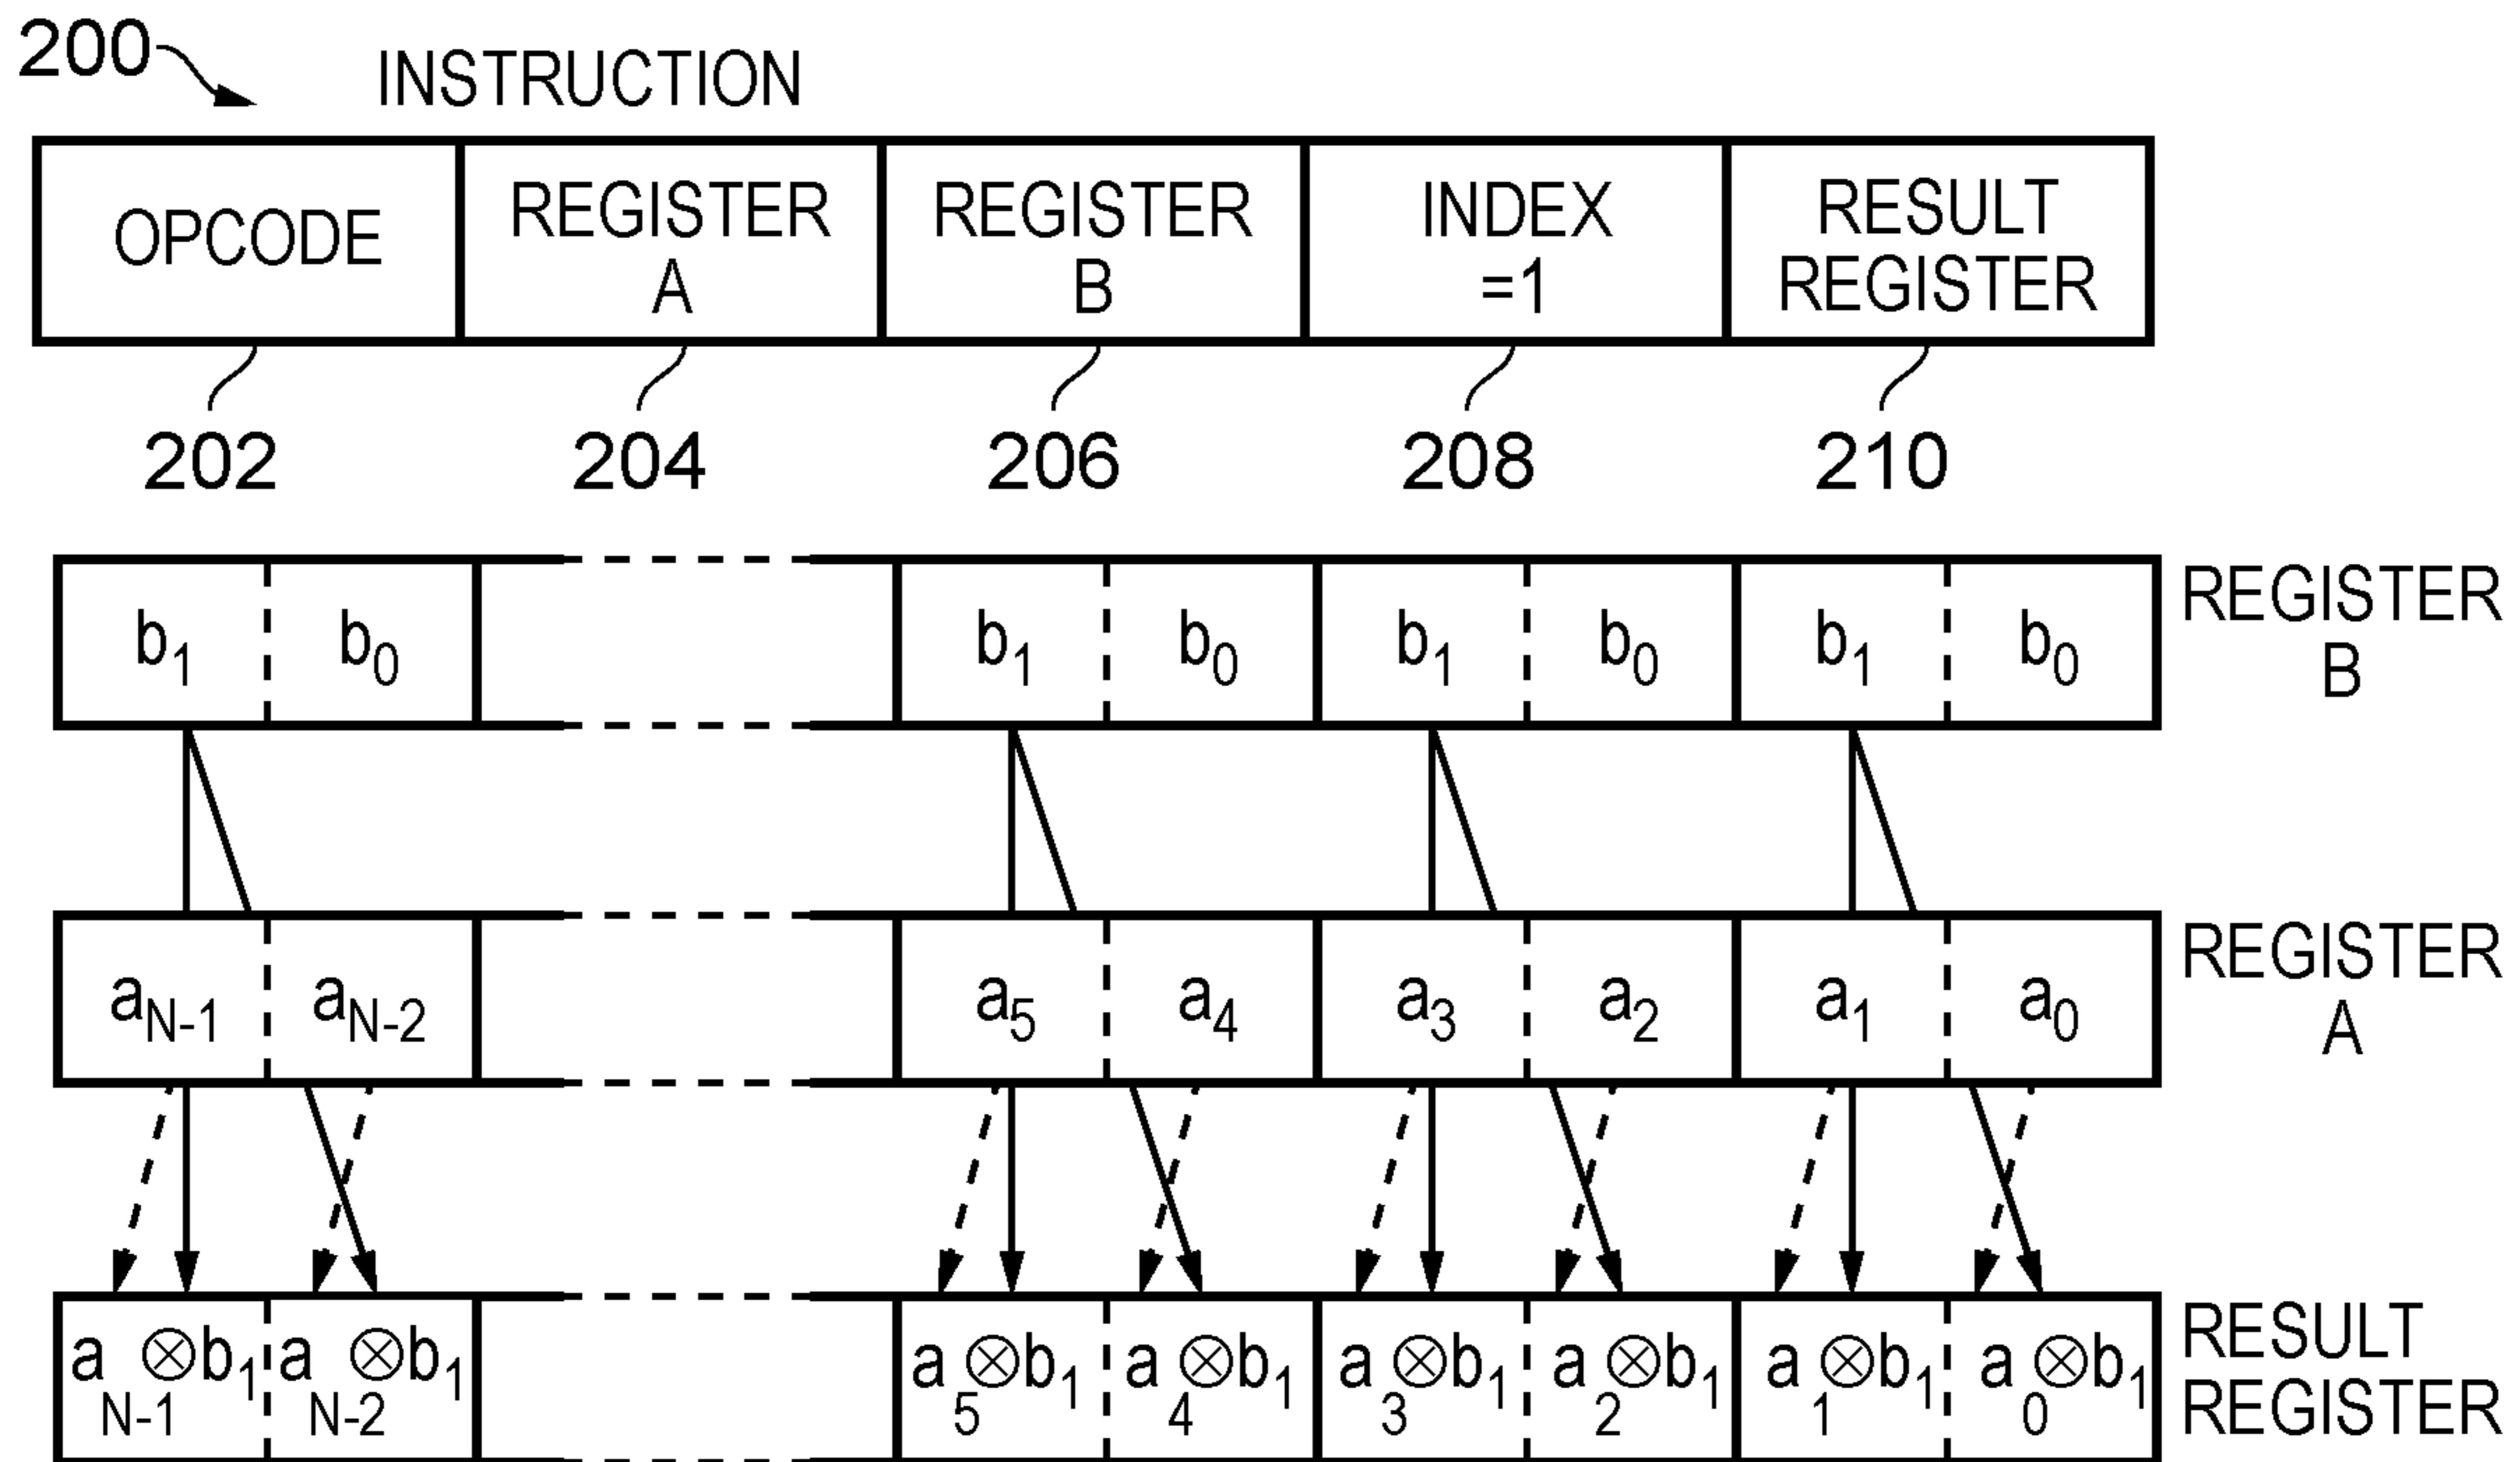 200
INSTRUCTION
OPCODE
REGISTER
A
REGISTER
B
INDEX
=1
RESULT
REGISTER
202 204 206 208 210
b1 b0 b1 b0 b1 b0 b1 b0
REGISTER
B
aN-1 aN-2 a5 a4 a3 a2 a1 a0
REGISTER
A
aN-1⊗b1 aN-2⊗b1 a5⊗b1 a4⊗b1 a3⊗b1 a2⊗b1 a1⊗b1 a0⊗b1
RESULT
REGISTER